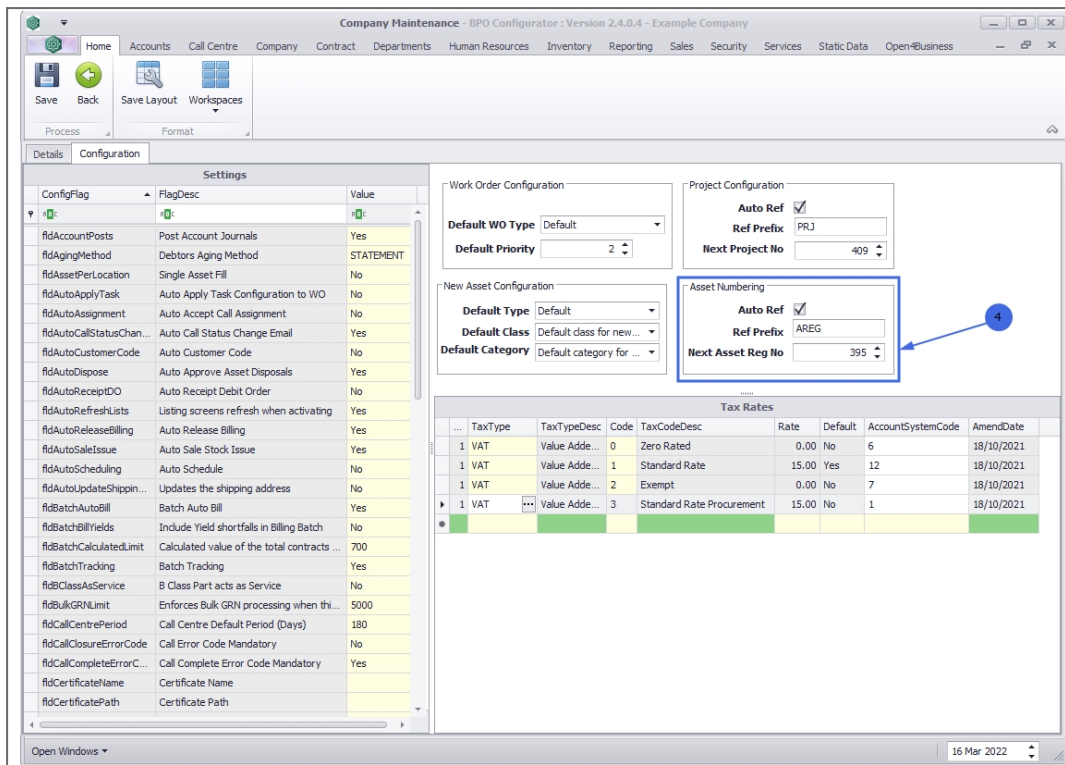 Company Maintenance - BPO Configurator : Version 2.4.0.4 - Example Company
Home Accounts Call Centre Company Contract Departments Human Resources Inventory Reporting Sales Security Services Static Data Open4Business
Save Back Save Layout Workspaces
Process Format
Details Configuration
Settings
ConfigFlag FlagDesc Value
fldAccountPosts Post Account Journals Yes
fldAgingMethod Debtors Aging Method STATEMENT
fldAssetPerLocation Single Asset Fill No
fldAutoApplyTask Auto Apply Task Configuration to WO No
fldAutoAssignment Auto Accept Call Assignment No
fldAutoCallStatusChan... Auto Call Status Change Email Yes
fldAutoCustomerCode Auto Customer Code No
fldAutoDispose Auto Approve Asset Disposals Yes
fldAutoReceiptDO Auto Receipt Debit Order No
fldAutoRefreshLists Listing screens refresh when activating Yes
fldAutoReleaseBilling Auto Release Billing Yes
fldAutoSaleIssue Auto Sale Stock Issue Yes
fldAutoScheduling Auto Schedule No
fldAutoUpdateShippin... Updates the shipping address No
fldBatchAutoBill Batch Auto Bill Yes
fldBatchBillYields Include Yield shortfalls in Billing Batch No
fldBatchCalculatedLimit Calculated value of the total contracts ... 700
fldBatchTracking Batch Tracking Yes
fldBClassAsService B Class Part acts as Service No
fldBulkGRNLimit Enforces Bulk GRN processing when thi... 5000
fldCallCentrePeriod Call Centre Default Period (Days) 180
fldCallClosureErrorCode Call Error Code Mandatory No
fldCallCompleteErrorC... Call Complete Error Code Mandatory Yes
fldCertificateName Certificate Name
fldCertificatePath Certificate Path
Work Order Configuration
Default WO Type Default
Default Priority 2
Project Configuration
Auto Ref
Ref Prefix PRJ
Next Project No 409
New Asset Configuration
Default Type Default
Default Class Default class for new...
Default Category Default category for ...
Asset Numbering
Auto Ref
Ref Prefix AREG
Next Asset Reg No 395
4
Tax Rates
... TaxType TaxTypeDesc Code TaxCodeDesc Rate Default AccountSystemCode AmendDate
1 VAT Value Adde... 0 Zero Rated 0.00 No 6 18/10/2021
1 VAT Value Adde... 1 Standard Rate 15.00 Yes 12 18/10/2021
1 VAT Value Adde... 2 Exempt 0.00 No 7 18/10/2021
1 VAT ... Value Adde... 3 Standard Rate Procurement 15.00 No 1 18/10/2021
Open Windows 16 Mar 2022